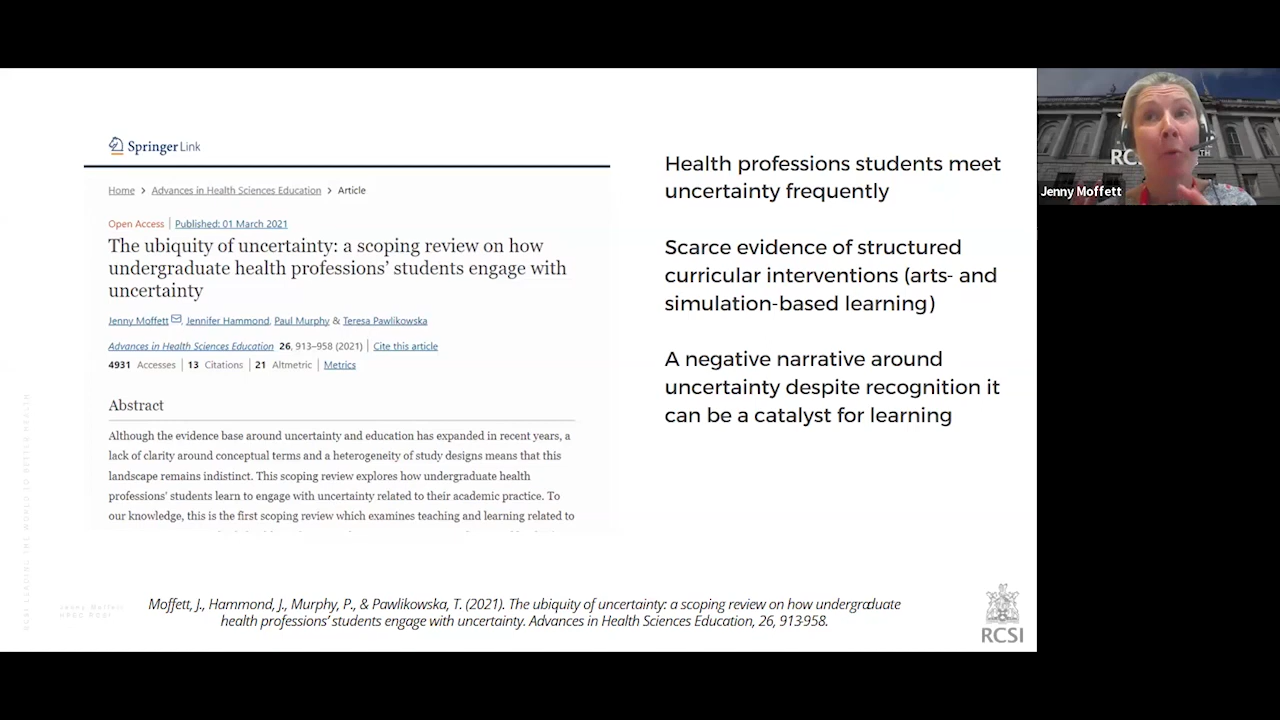 Springer Link
Home > Advances in Health Sciences Education > Article
Open Access | Published: 01 March 2021
The ubiquity of uncertainty: a scoping review on how
undergraduate health professions' students engage with
uncertainty
Jenny Moffett, Jennifer Hammond, Paul Murphy & Teresa Pawlikowska
Advances in Health Sciences Education 26, 913–958 (2021) | Cite this article
4931 Accesses | 13 Citations | 21 Altmetric | Metrics
Abstract
Although the evidence base around uncertainty and education has expanded in recent years, a
lack of clarity around conceptual terms and a heterogeneity of study designs means that this
landscape remains indistinct. This scoping review explores how undergraduate health
professions' students learn to engage with uncertainty related to their academic practice. To
our knowledge, this is the first scoping review which examines teaching and learning related to
Health professions students meet
uncertainty frequently
Scarce evidence of structured
curricular interventions (arts- and
simulation-based learning)
A negative narrative around
uncertainty despite recognition it
can be a catalyst for learning
Moffett, J., Hammond, J., Murphy, P., & Pawlikowska, T. (2021). The ubiquity of uncertainty: a scoping review on how undergraduate
health professions' students engage with uncertainty. Advances in Health Sciences Education, 26, 913-958.
RCSI
Jenny Moffett